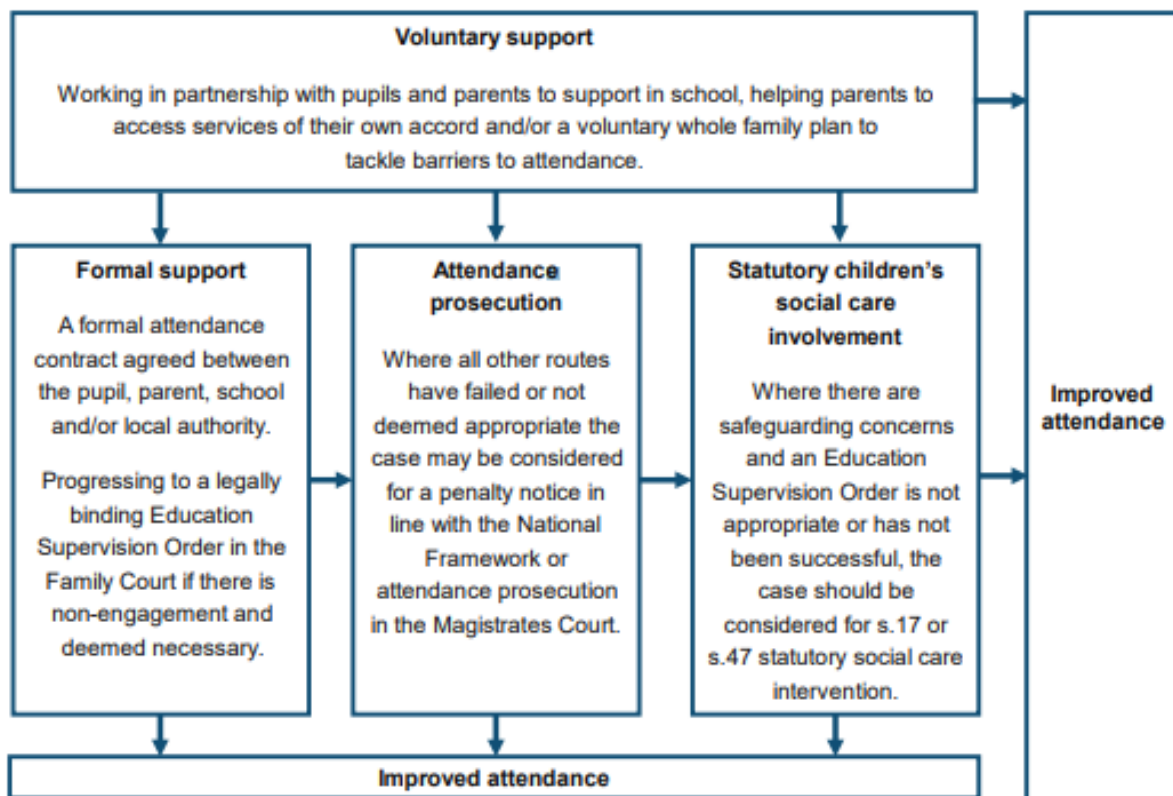 Voluntary support
Working in partnership with pupils and parents to support in school, helping parents to
access services of their own accord and/or a voluntary whole family plan to
tackle barriers to attendance.
Formal support
A formal attendance
contract agreed between
the pupil, parent, school
and/or local authority.
Progressing to a legally
binding Education
Supervision Order in the
Family Court if there is
non-engagement and
deemed necessary.
Attendance
prosecution
Where all other routes
have failed or not
deemed appropriate the
case may be considered
for a penalty notice in
line with the National
Framework or
attendance prosecution
in the Magistrates Court.
Statutory children’s
social care
involvement
Where there are
safeguarding concerns
and an Education
Supervision Order is not
appropriate or has not
been successful, the
case should be
considered for s.17 or
s.47 statutory social care
intervention.
Improved
attendance
Improved attendance